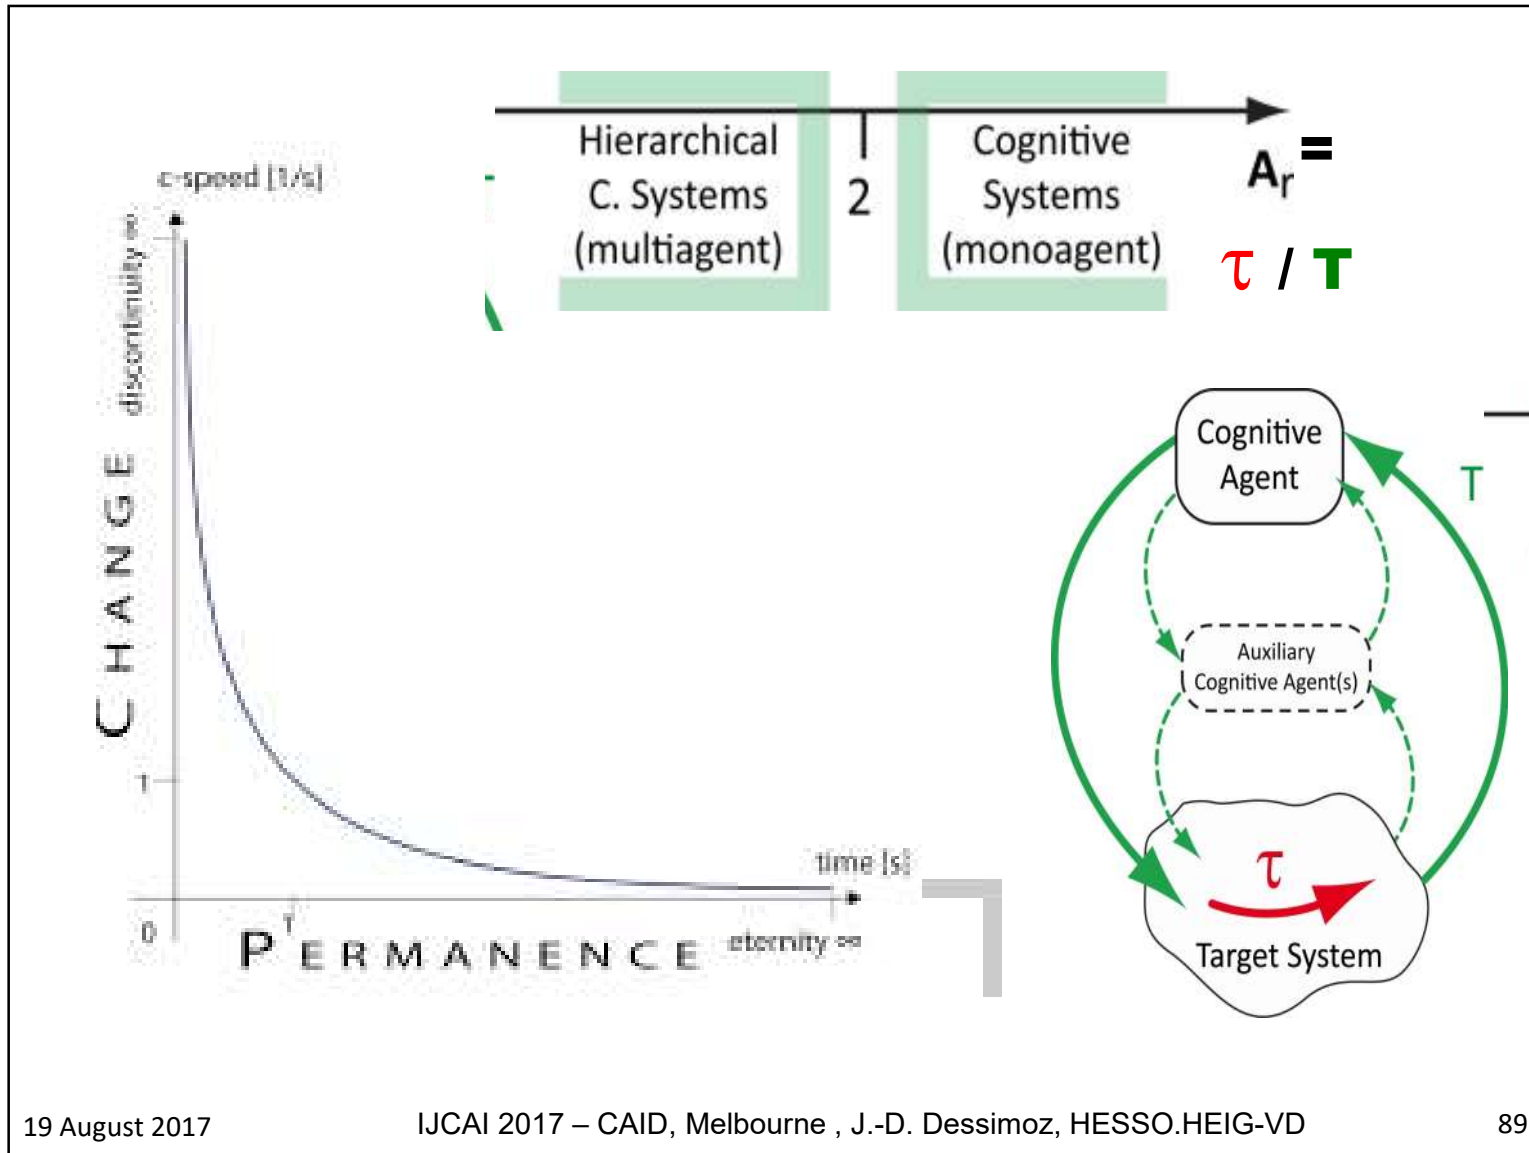 Hierarchical
C. Systems
(multiagent)
2
Cognitive
Systems
(monoagent)
Ar =
τ / T
c-speed [1/s]
discontinuity ∞
CHANGE
1
0
1
time [s]
eternity ∞
PERMANENCE
Cognitive
Agent
T
Auxiliary
Cognitive Agent(s)
τ
Target System
19 August 2017
IJCAI 2017 – CAID, Melbourne , J.-D. Dessimoz, HESSO.HEIG-VD
89